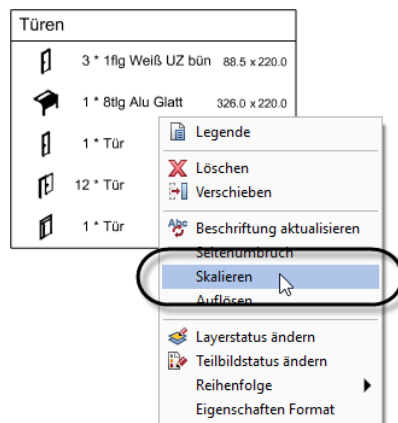 Türen
3 * 1flg Weiß UZ bün 88.5 x 220.0
1 * 8tlg Alu Glatt 326.0 x 220.0
1 * Tür
12 * Tür
1 * Tür
Legende
Löschen
Verschieben
Abc Beschriftung aktualisieren
Seitenumbruch
Skalieren
Auflösen
Layerstatus ändern
Teilbildstatus ändern
Reihenfolge
Eigenschaften Format